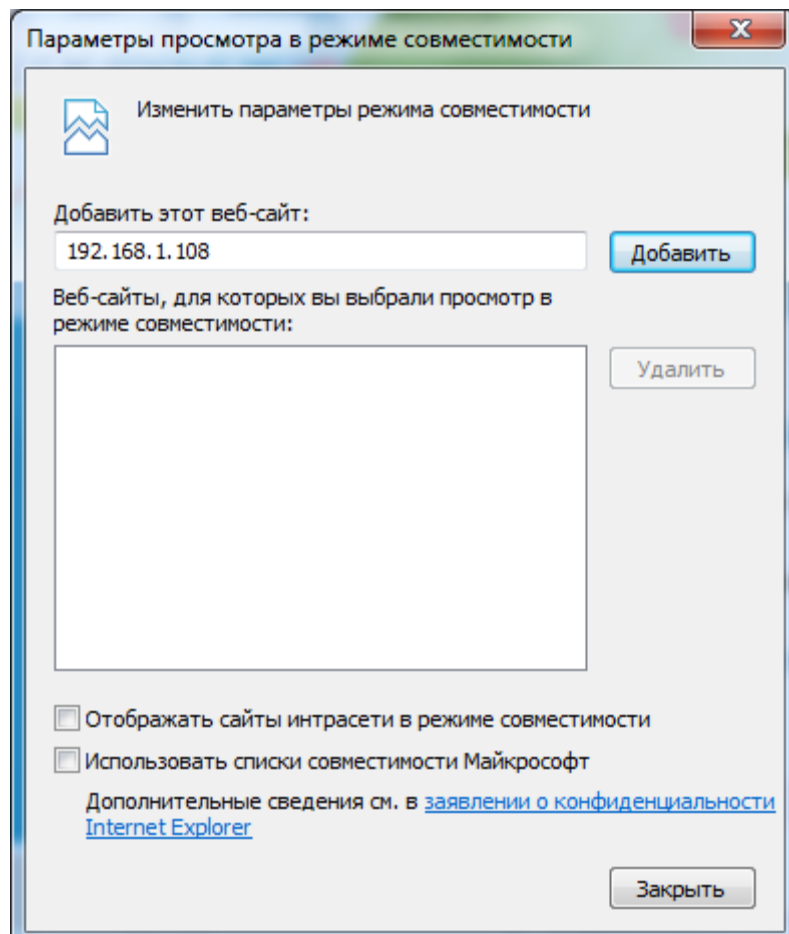 Параметры просмотра в режиме совместимости
Изменить параметры режима совместимости
Добавить этот веб-сайт:
192.168.1.108
Добавить
Веб-сайты, для которых вы выбрали просмотр в
режиме совместимости:
Удалить
Отображать сайты интрасети в режиме совместимости
Использовать списки совместимости Майкрософт
Дополнительные сведения см. в заявлении о конфиденциальности
Internet Explorer
Закрыть